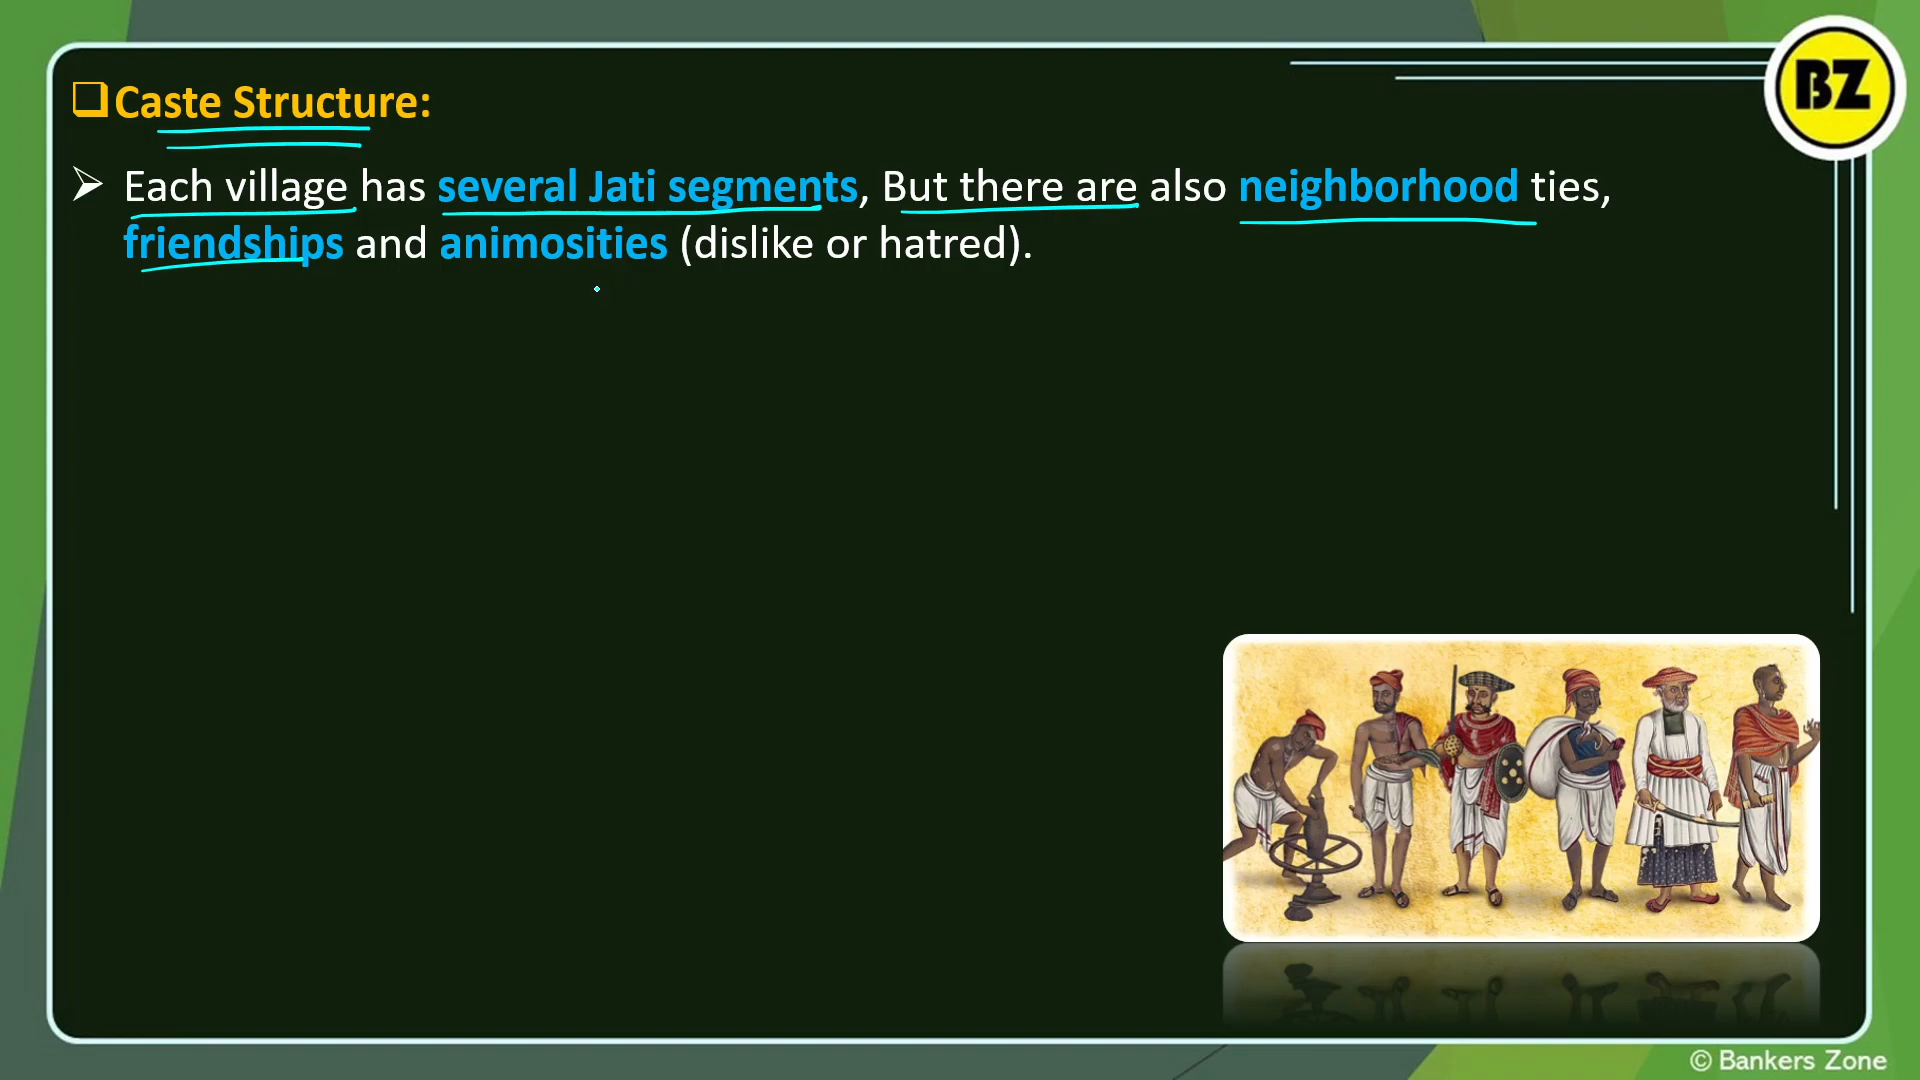 BZ
Caste Structure:
Each village has several Jati segments, But there are also neighborhood ties,
friendships and animosities (dislike or hatred).
© Bankers Zone